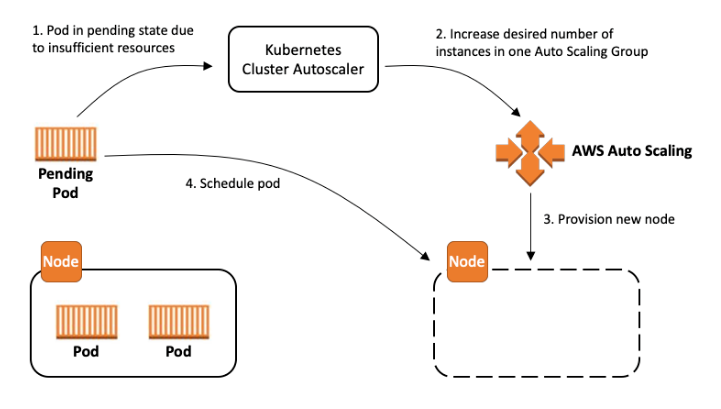 1. Pod in pending state due
to insufficient resources
Kubernetes
Cluster Autoscaler
2. Increase desired number of
instances in one Auto Scaling Group
AWS Auto Scaling
Pending
Pod
4. Schedule pod
3. Provision new node
Node
Node
Pod
Pod